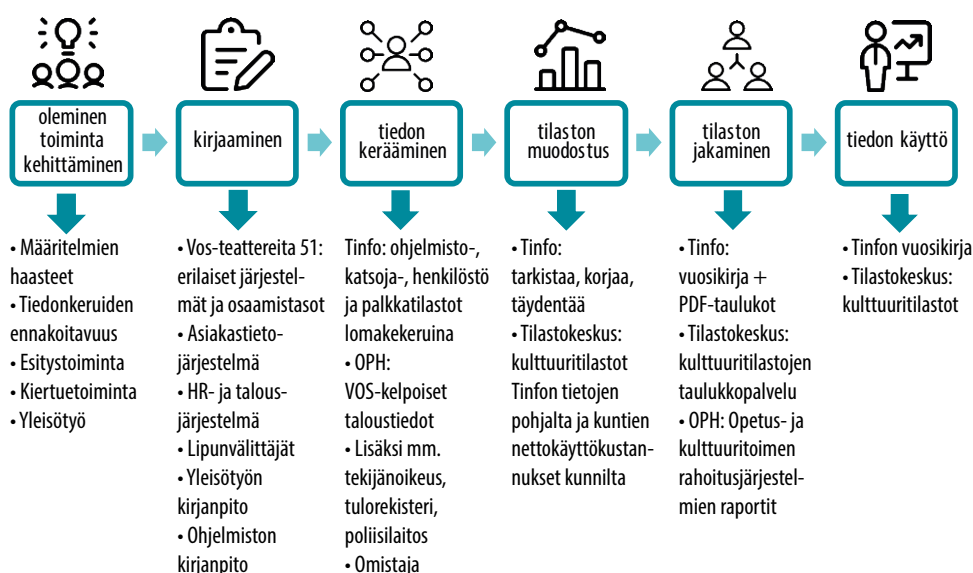 oleminen
toiminta
kehittäminen
kirjaaminen
tiedon
kerääminen
tilaston
muodostus
tilaston
jakaminen
tiedon käyttö
• Määritelmien
haasteet
• Tiedonkeruiden
ennakoitavuus
• Esitystoiminta
• Kiertuetoiminta
• Yleisötyö
• Vos-teattereita 51:
erilaiset järjestel-
mät ja osaamistasot
• Asiakastieto-
järjestelmä
• HR- ja talous-
järjestelmä
• Lipunvälittäjät
• Yleisötyön
kirjanpito
• Ohjelmiston
kirjanpito
Tinfo: ohjelmisto-,
katsoja-, henkilöstö
ja palkkatilastot
lomakekeruina
• OPH:
VOS-kelpoiset
taloustiedot
• Lisäksi mm.
tekijänoikeus,
tulorekisteri,
poliisilaitos
• Omistaja
• Tinfo:
tarkistaa, korjaa,
täydentää
• Tilastokeskus:
kulttuuritilastot
Tinfon tietojen
pohjalta ja kuntien
nettokäyttökustan-
nukset kunnilta
• Tinfo:
vuosikirja +
PDF-taulukot
• Tilastokeskus:
kulttuuritilastojen
taulukkopalvelu
• OPH: Opetus- ja
kulttuuritoimen
rahoitusjärjestel-
mien raportit
• Tinfon vuosikirja
• Tilastokeskus:
kulttuuritilastot